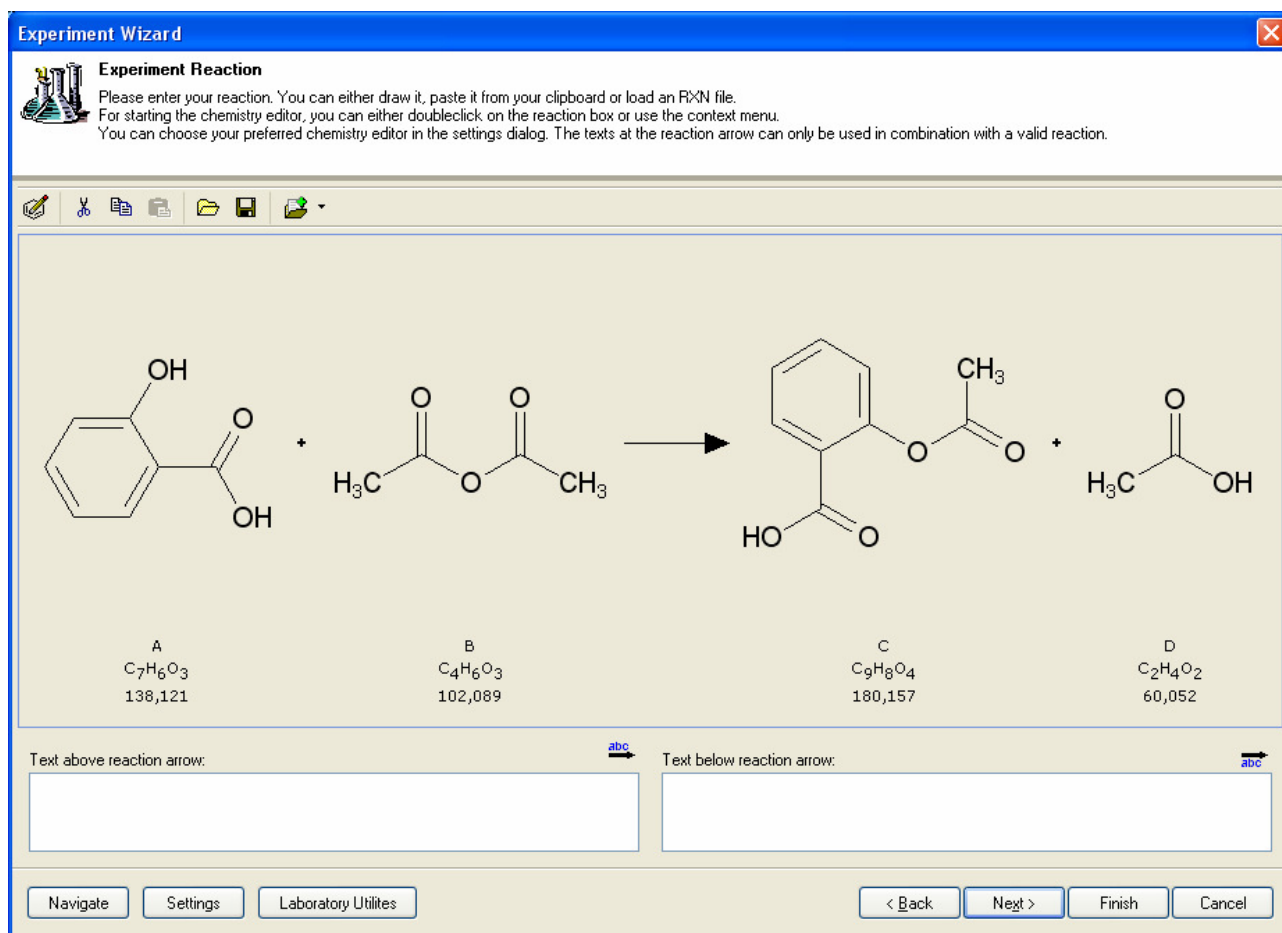 Experiment Wizard
Experiment Reaction
Please enter your reaction. You can either draw it, paste it from your clipboard or load an RXN file.
For starting the chemistry editor, you can either doubleclick on the reaction box or use the context menu.
You can choose your preferred chemistry editor in the settings dialog. The texts at the reaction arrow can only be used in combination with a valid reaction.
OH
O
OH
+
O O
H₃C O CH₃
CH₃
O O
HO O
+
O
H₃C OH
A B C D
C₇H₆O₃ C₄H₆O₃ C₉H₈O₄ C₂H₄O₂
138,121 102,089 180,157 60,052
Text above reaction arrow: abc Text below reaction arrow: abc
Navigate Settings Laboratory Utilites < Back Next > Finish Cancel